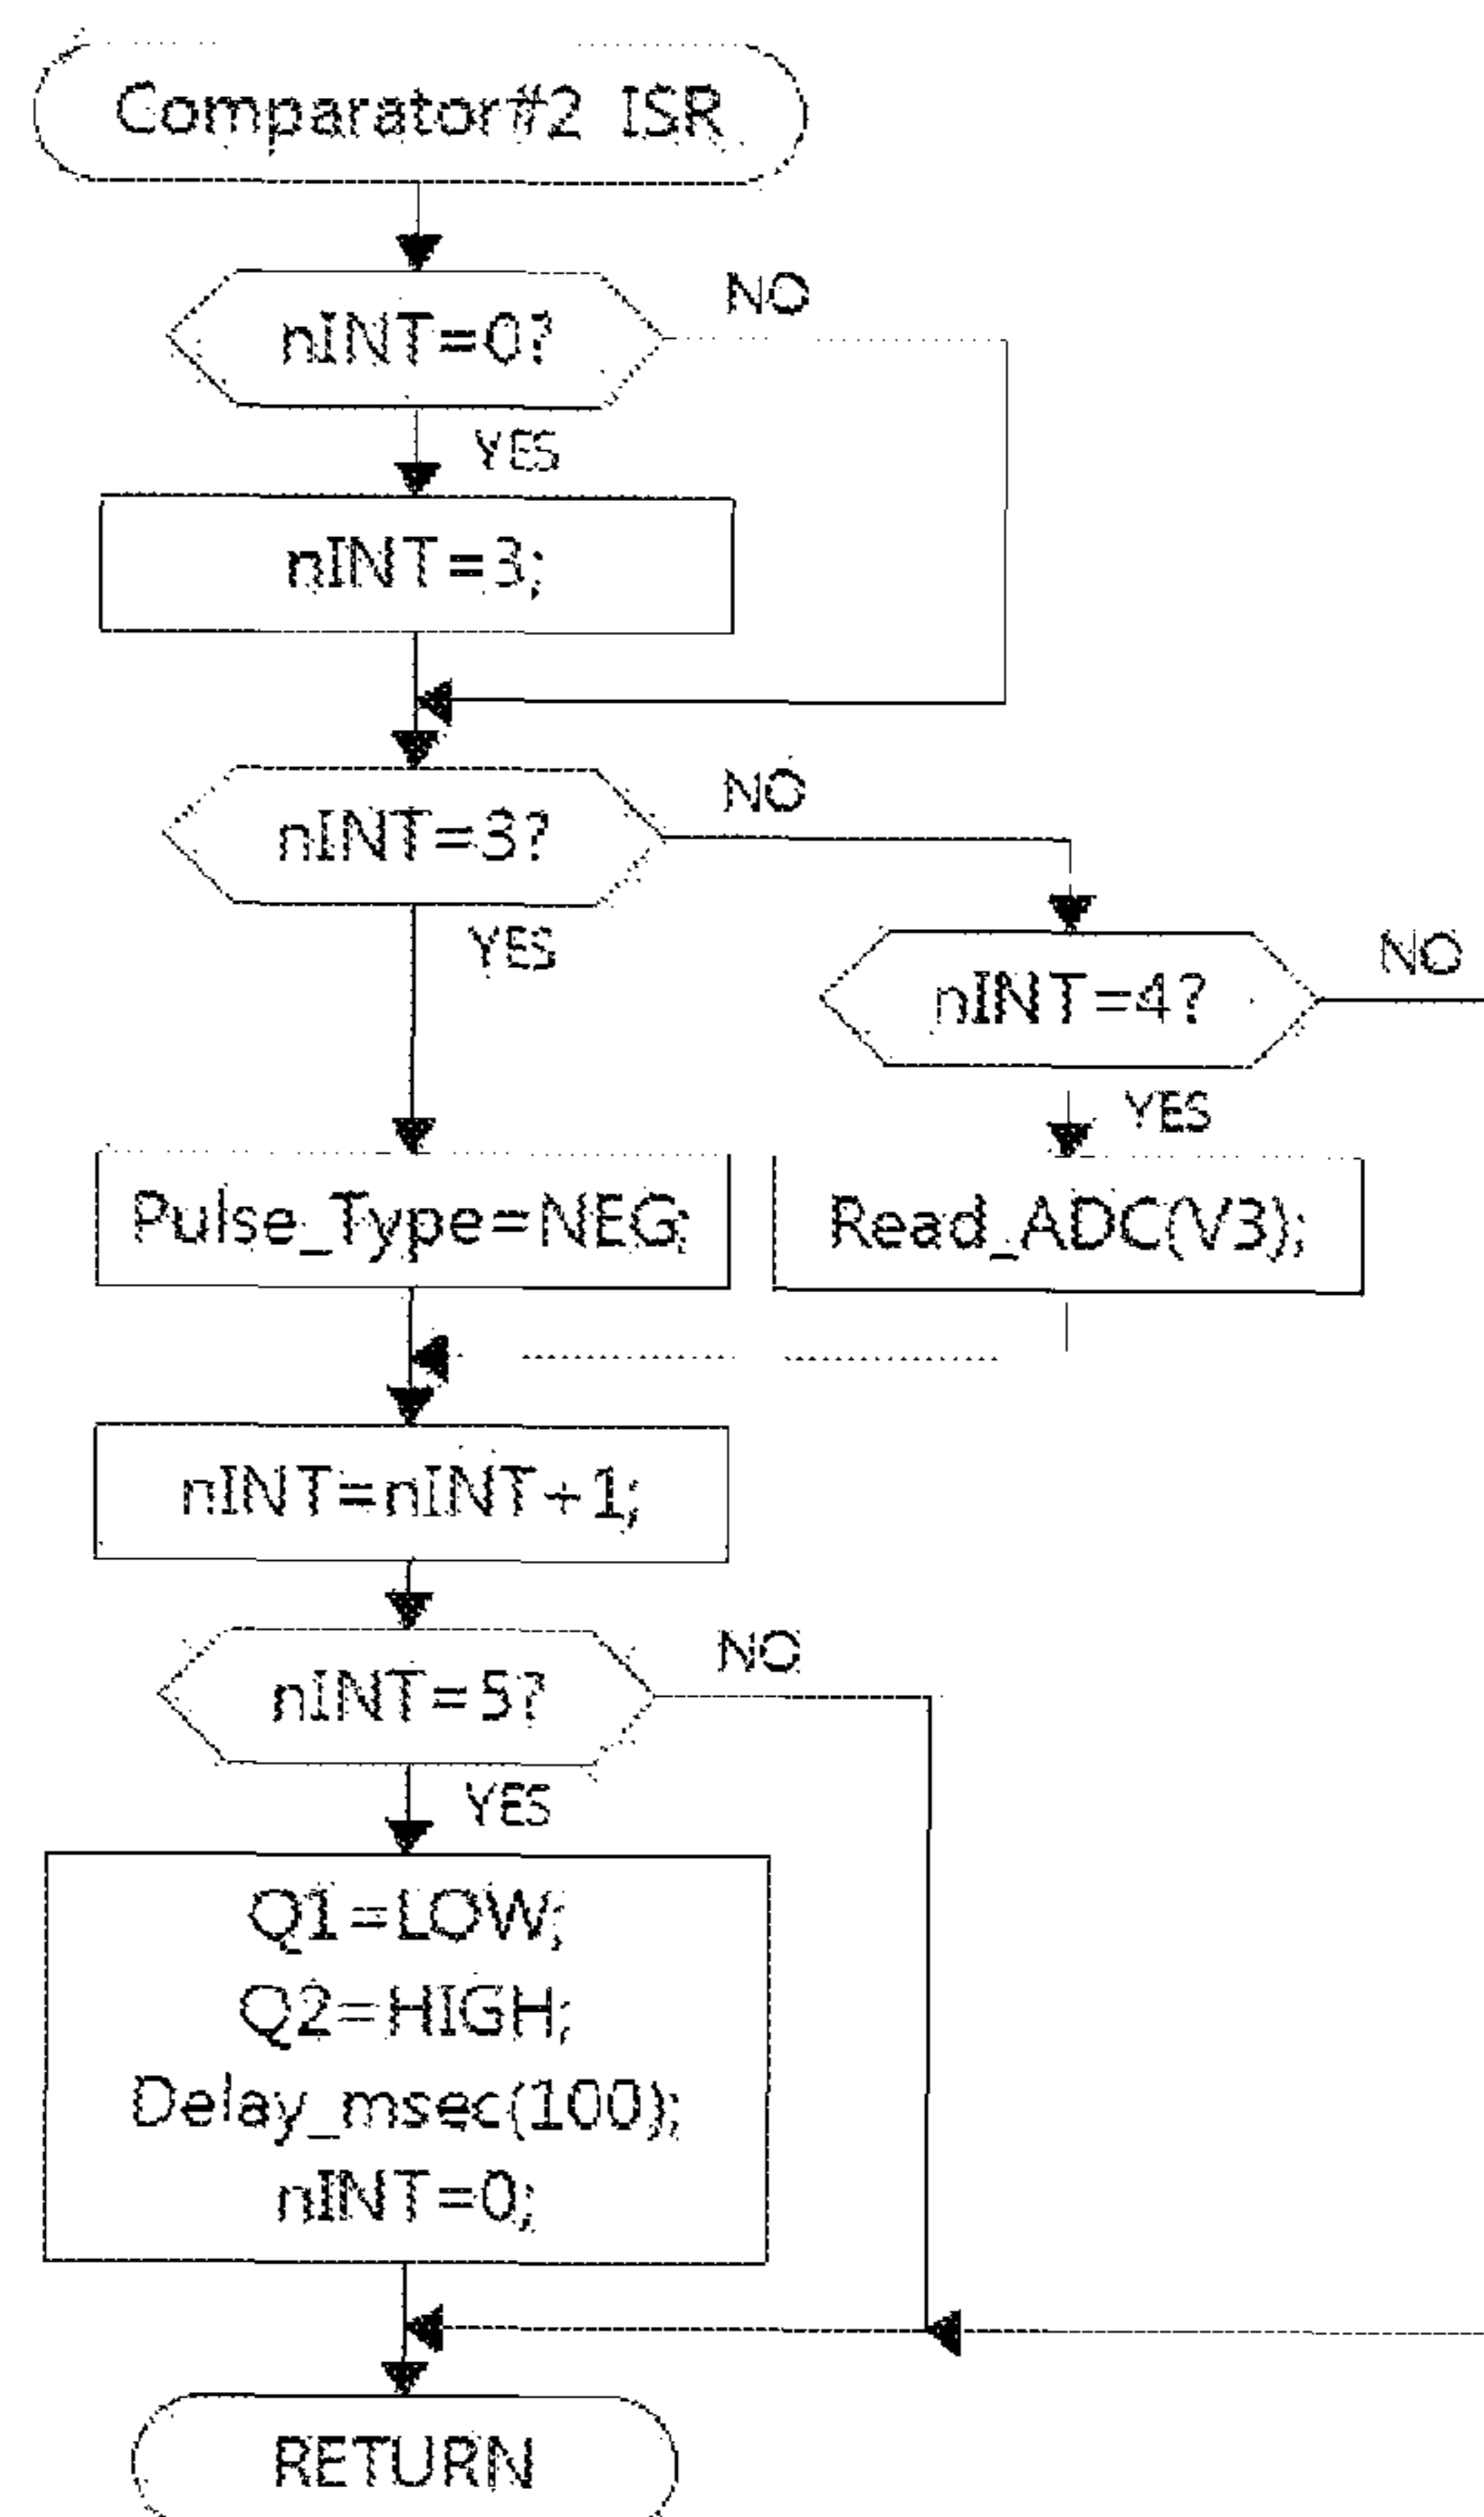 Comparator#2 ISR
nINT=0?
NO
YES
nINT=3;
nINT=3?
NO
YES
nINT=4?
NO
YES
Pulse_Type=NEG;
Read_ADC(V3);
nINT=nINT+1;
nINT=5?
NO
YES
Q1=LOW;
Q2=HIGH;
Delay_msec(100);
nINT=0;
RETURN